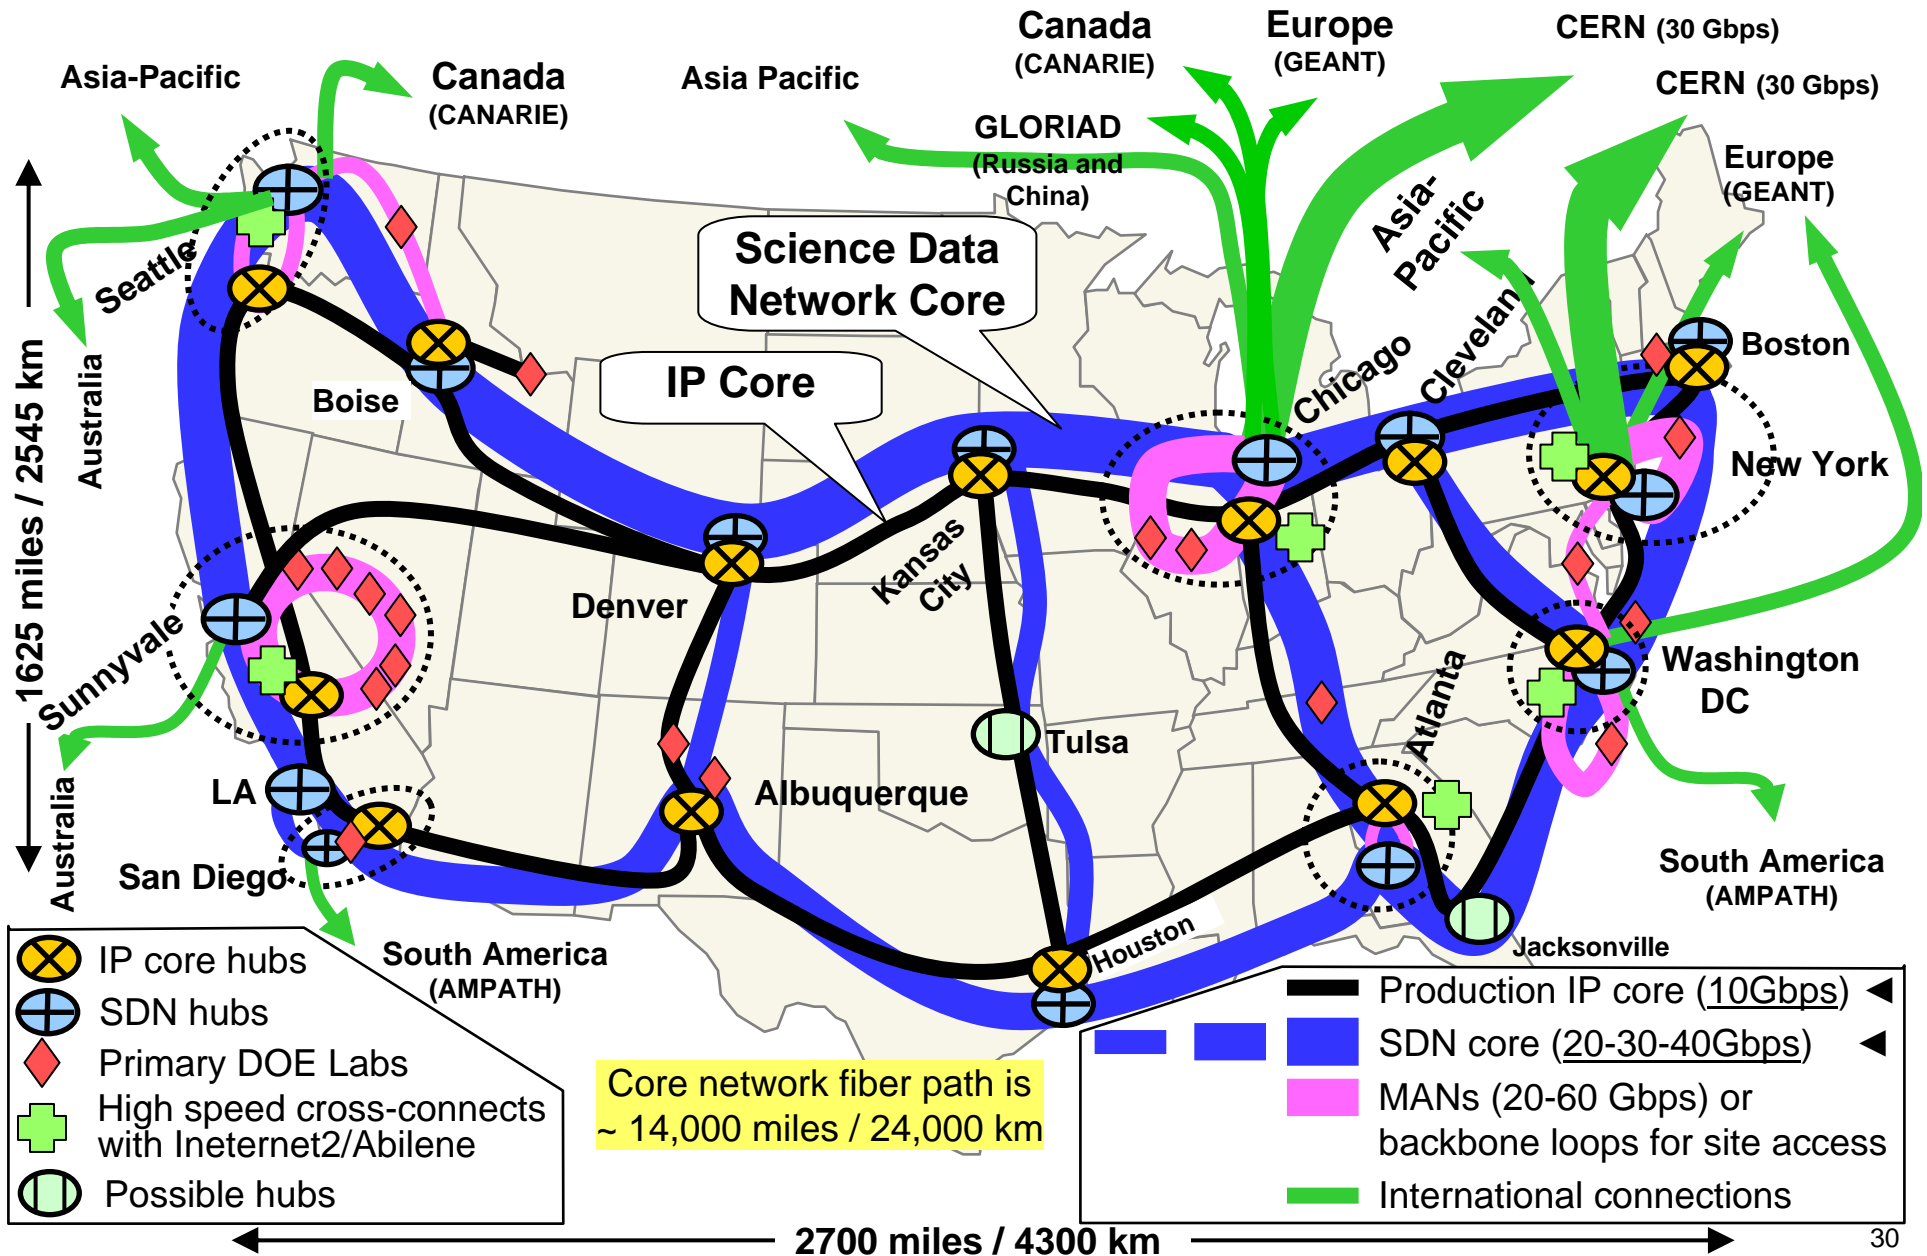 Canada
(CANARIE)
Europe
(GEANT)
CERN (30 Gbps)
Asia-Pacific
Canada
(CANARIE)
Asia Pacific
CERN (30 Gbps)
GLORIAD
(Russia and
China)
Europe
(GEANT)
Asia-
Pacific
Science Data
Network Core
Seattle
IP Core
Boise
Chicago
Cleveland
Boston
New York
Australia
1625 miles / 2545 km
Kansas
City
Denver
Sunnyvale
Washington
DC
Atlanta
Tulsa
LA
Albuquerque
San Diego
Australia
South America
(AMPATH)
Houston
Jacksonville
South America
(AMPATH)
IP core hubs
SDN hubs
Primary DOE Labs
High speed cross-connects
with Ineternet2/Abilene
Possible hubs
Core network fiber path is
~ 14,000 miles / 24,000 km
Production IP core (10Gbps) ◄
SDN core (20-30-40Gbps) ◄
MANs (20-60 Gbps) or
backbone loops for site access
International connections
2700 miles / 4300 km
30